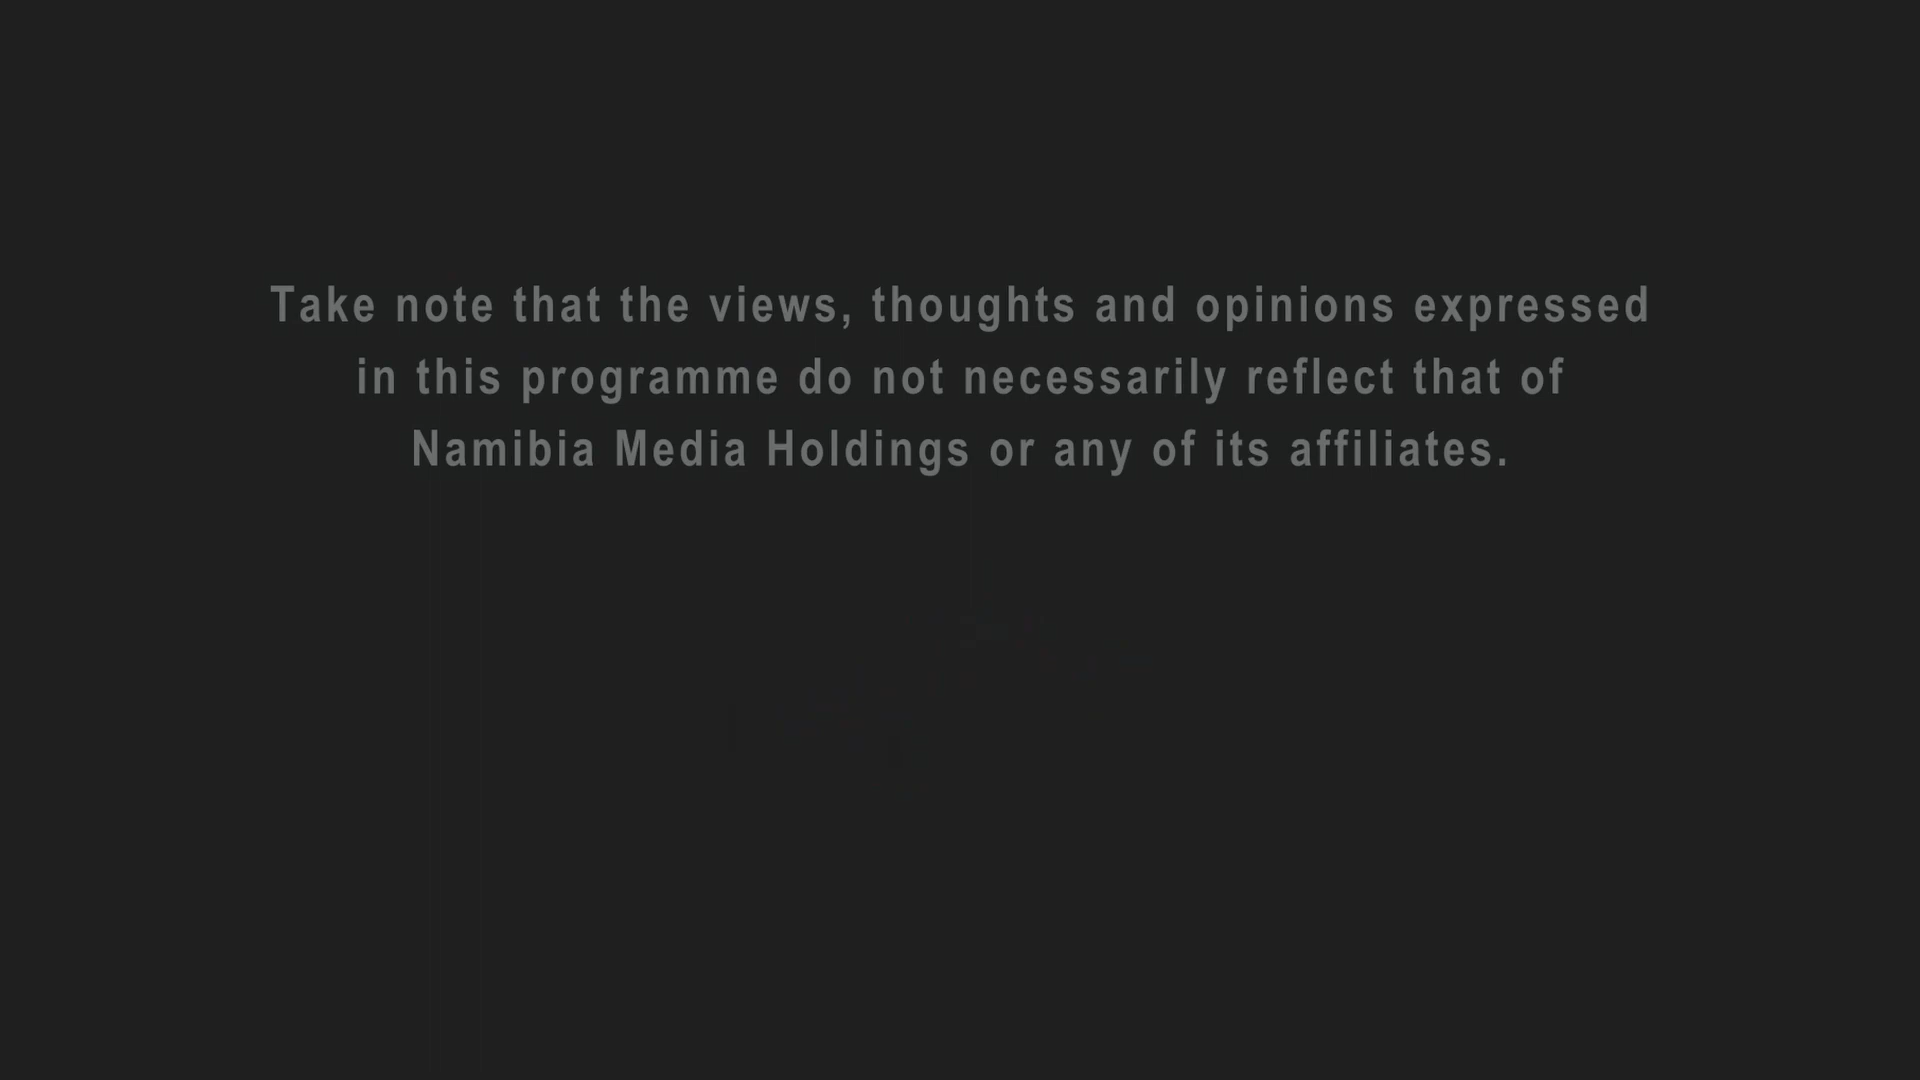 Take note that the views, thoughts and opinions expressed
in this programme do not necessarily reflect that of
Namibia Media Holdings or any of its affiliates.